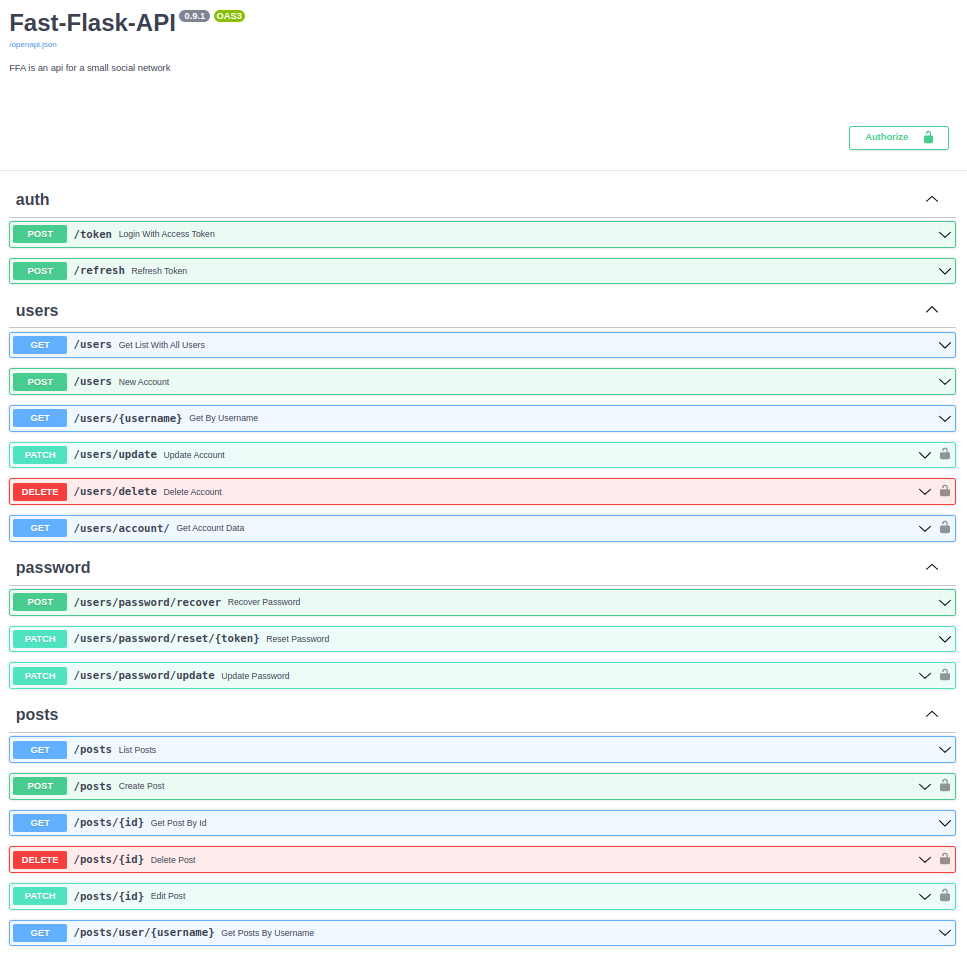 Fast-Flask-API 0.9.1 OAS3
/openapi.json
FFA is an api for a small social network
Authorize
auth
POST /token Login With Access Token
POST /refresh Refresh Token
users
GET /users Get List With All Users
POST /users New Account
GET /users/{username} Get By Username
PATCH /users/update Update Account
DELETE /users/delete Delete Account
GET /users/account/ Get Account Data
password
POST /users/password/recover Recover Password
PATCH /users/password/reset/{token} Reset Password
PATCH /users/password/update Update Password
posts
GET /posts List Posts
POST /posts Create Post
GET /posts/{id} Get Post By Id
DELETE /posts/{id} Delete Post
PATCH /posts/{id} Edit Post
GET /posts/user/{username} Get Posts By Username